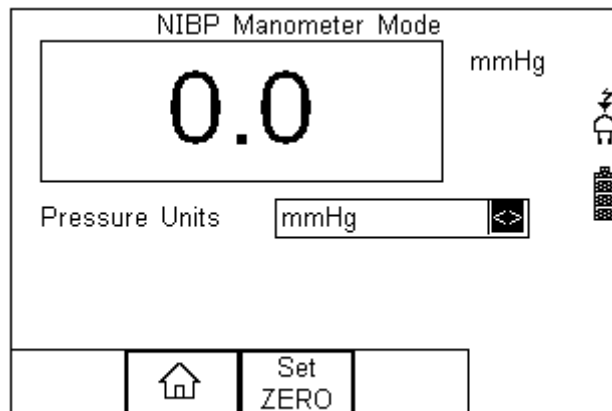 NIBP Manometer Mode
0.0
mmHg
Pressure Units
mmHg
<>
Set
ZERO